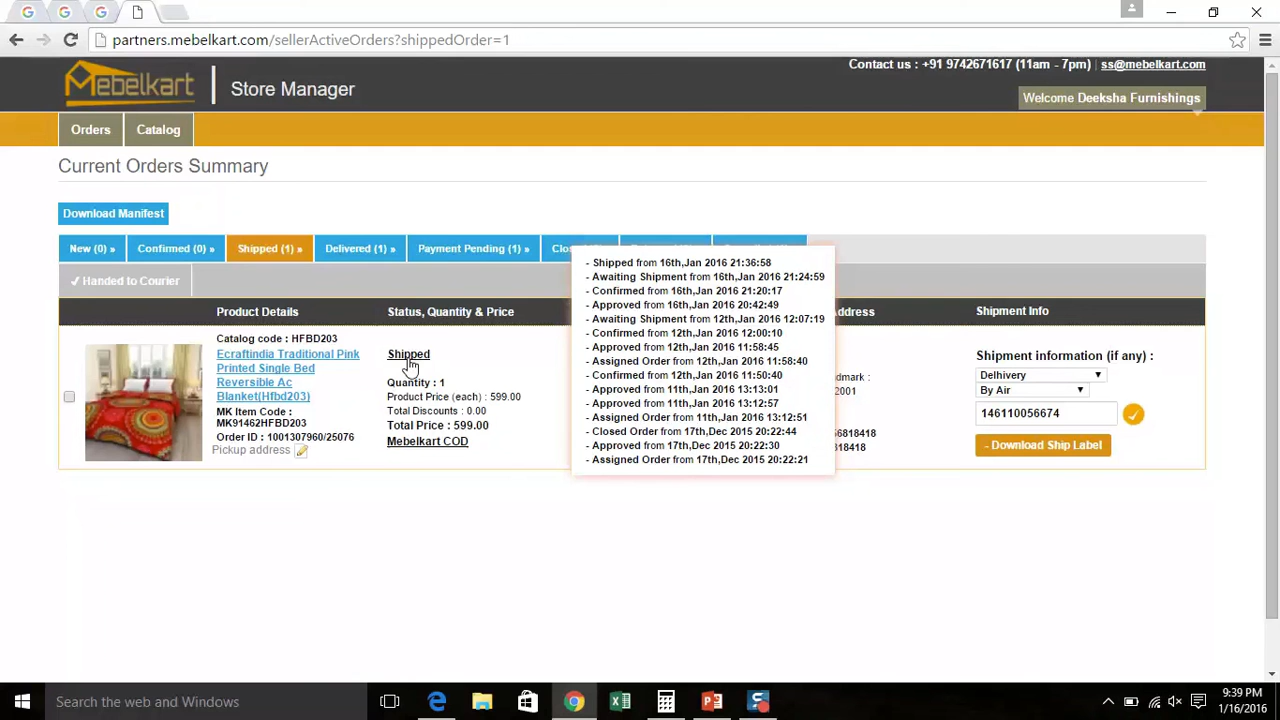 partners.mebelkart.com/sellerActiveOrders?shippedOrder=1
Contact us : +91 9742671617 (11am - 7pm) | ss@mebelkart.com
Mebelkart
Store Manager
Welcome Deeksha Furnishings
Orders
Catalog
Current Orders Summary
Download Manifest
New (0) »
Confirmed (0) »
Shipped (1) »
Delivered (1) »
Payment Pending (1) »
✓ Handed to Courier
Product Details
Status, Quantity & Price
Shipment Info
Catalog code : HFBD203
Ecraftindia Traditional Pink
Printed Single Bed
Reversible Ac
Blanket(Hfbd203)
MK Item Code :
MK91462HFBD203
Order ID : 1001307960/25076
Pickup address
Shipped
Quantity : 1
Product Price (each) : 599.00
Total Discounts : 0.00
Total Price : 599.00
Mebelkart COD
- Shipped from 16th,Jan 2016 21:36:58
- Awaiting Shipment from 16th,Jan 2016 21:24:59
- Confirmed from 16th,Jan 2016 21:20:17
- Approved from 16th,Jan 2016 20:42:49
- Awaiting Shipment from 12th,Jan 2016 12:07:19
- Confirmed from 12th,Jan 2016 12:00:10
- Approved from 12th,Jan 2016 11:58:45
- Assigned Order from 12th,Jan 2016 11:58:40
- Confirmed from 12th,Jan 2016 11:50:40
- Approved from 11th,Jan 2016 13:13:01
- Approved from 11th,Jan 2016 13:12:57
- Assigned Order from 11th,Jan 2016 13:12:51
- Closed Order from 17th,Dec 2015 20:22:44
- Approved from 17th,Dec 2015 20:22:30
- Assigned Order from 17th,Dec 2015 20:22:21
Shipment information (if any) :
Delhivery
By Air
146110056674
- Download Ship Label
Search the web and Windows
9:39 PM
1/16/2016